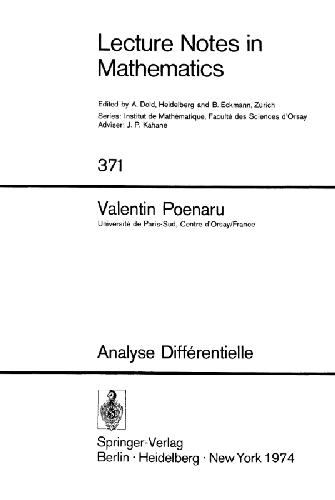 Lecture Notes in
Mathematics
Edited by A. Dold, Heidelberg and B. Eckmann, Zürich
Series: Institut de Mathématique, Faculté des Sciences d'Orsay
Adviser: J. P. Kahane
371
Valentin Poenaru
Université de Paris-Sud, Centre d'Orsay/France
Analyse Différentielle
Springer-Verlag
Berlin · Heidelberg · New York 1974